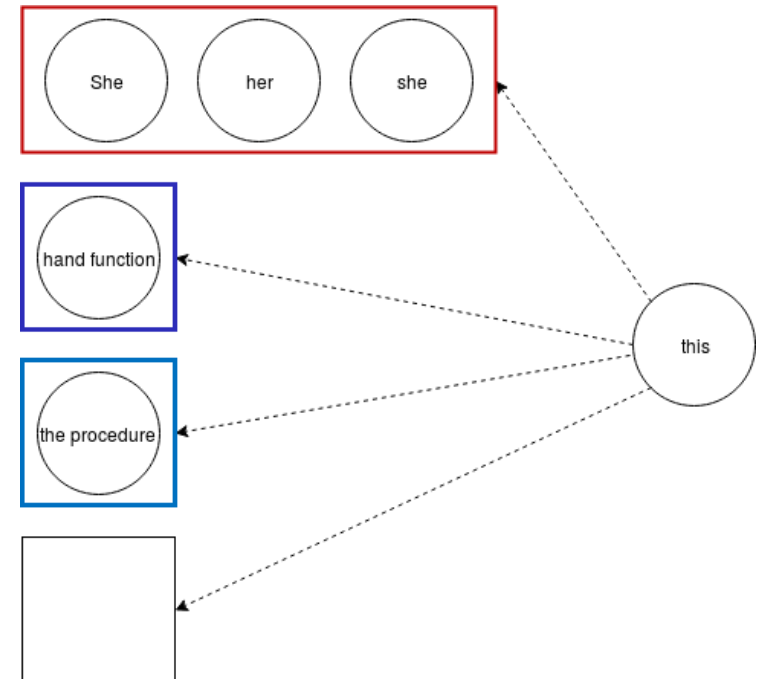 She her she
hand function
this
the procedure